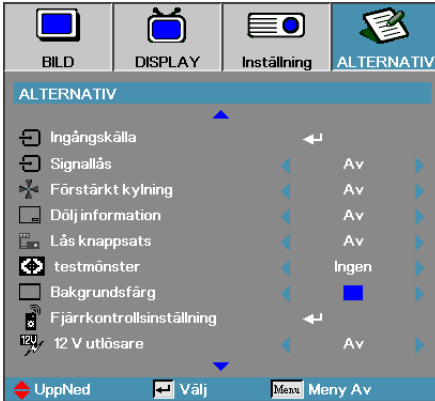 BILD DISPLAY Inställning ALTERNATIV
ALTERNATIV
Ingångskälla
Signallås Av
Förstärkt kylning Av
Dölj information Av
Lås knappsats Av
testmönster Ingen
Bakgrundsfärg
Fjärrkontrollsinställning
12V 12 V utlösare Av
UppNed Välj Menu Meny Av